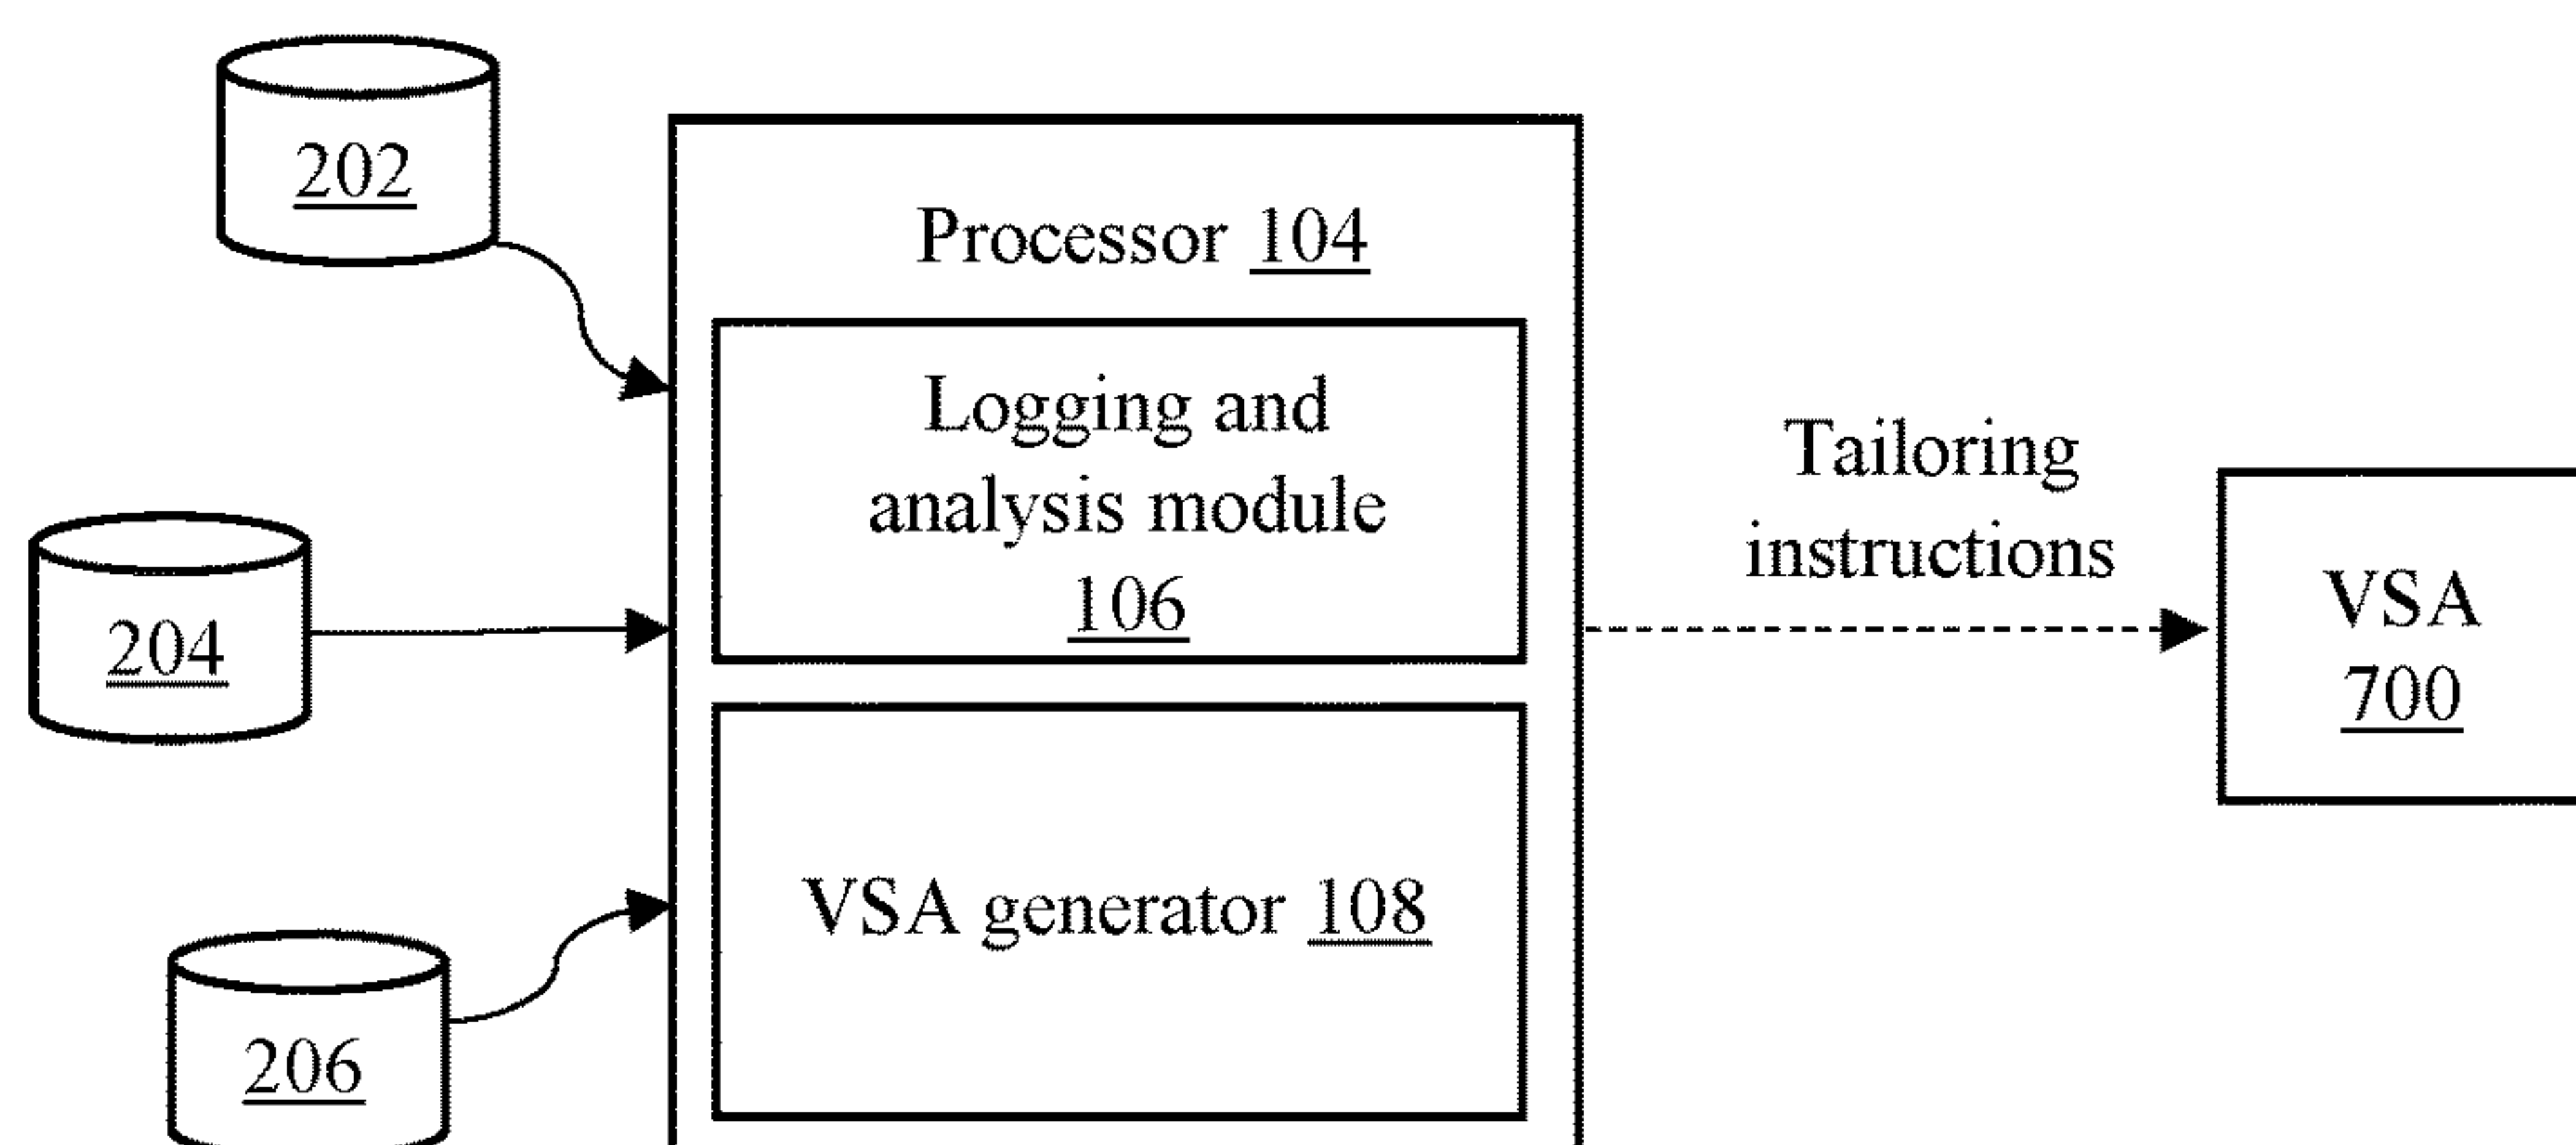 202
Processor 104
Logging and
analysis module
106
Tailoring
instructions
VSA
700
204
VSA generator 108
206